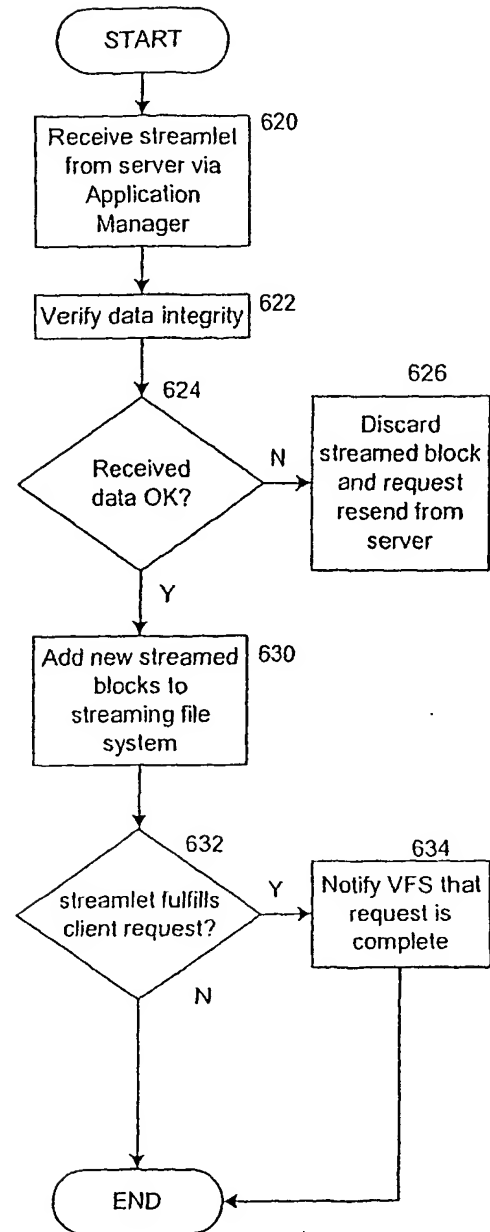 START
620
Receive streamlet
from server via
Application
Manager
Verify data integrity
622
624
Received
data OK?
N
Y
626
Discard
streamed block
and request
resend from
server
630
Add new streamed
blocks to
streaming file
system
632
streamlet fulfills
client request?
Y
N
634
Notify VFS that
request is
complete
END